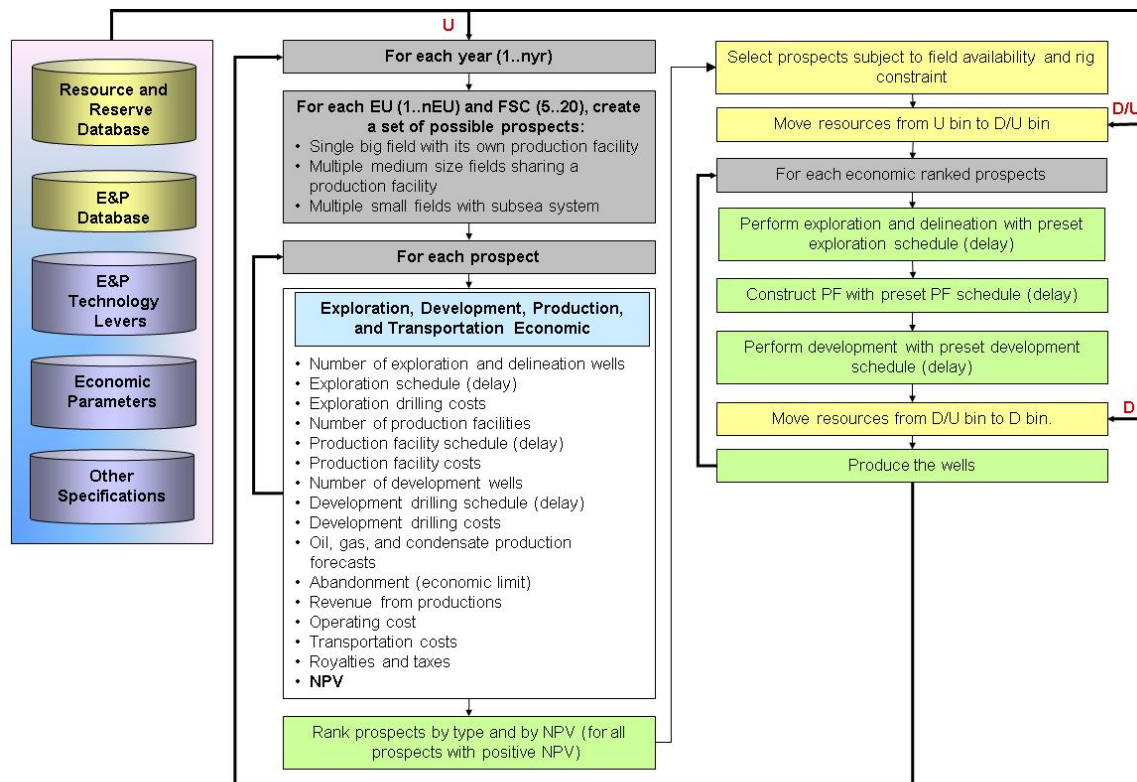 U
Resource and
Reserve
Database
E&P
Database
E&P
Technology
Levers
Economic
Parameters
Other
Specifications
For each year (1..nyr)
For each EU (1..nEU) and FSC (5..20), create
a set of possible prospects:
• Single big field with its own production facility
• Multiple medium size fields sharing a
production facility
• Multiple small fields with subsea system
For each prospect
Exploration, Development, Production,
and Transportation Economic
• Number of exploration and delineation wells
• Exploration schedule (delay)
• Exploration drilling costs
• Number of production facilities
• Production facility schedule (delay)
• Production facility costs
• Number of development wells
• Development drilling schedule (delay)
• Development drilling costs
• Oil, gas, and condensate production
forecasts
• Abandonment (economic limit)
• Revenue from productions
• Operating cost
• Transportation costs
• Royalties and taxes
• NPV
Rank prospects by type and by NPV (for all
prospects with positive NPV)
Select prospects subject to field availability and rig
constraint
D/U
Move resources from U bin to D/U bin
For each economic ranked prospects
Perform exploration and delineation with preset
exploration schedule (delay)
Construct PF with preset PF schedule (delay)
Perform development with preset development
schedule (delay)
D
Move resources from D/U bin to D bin.
Produce the wells